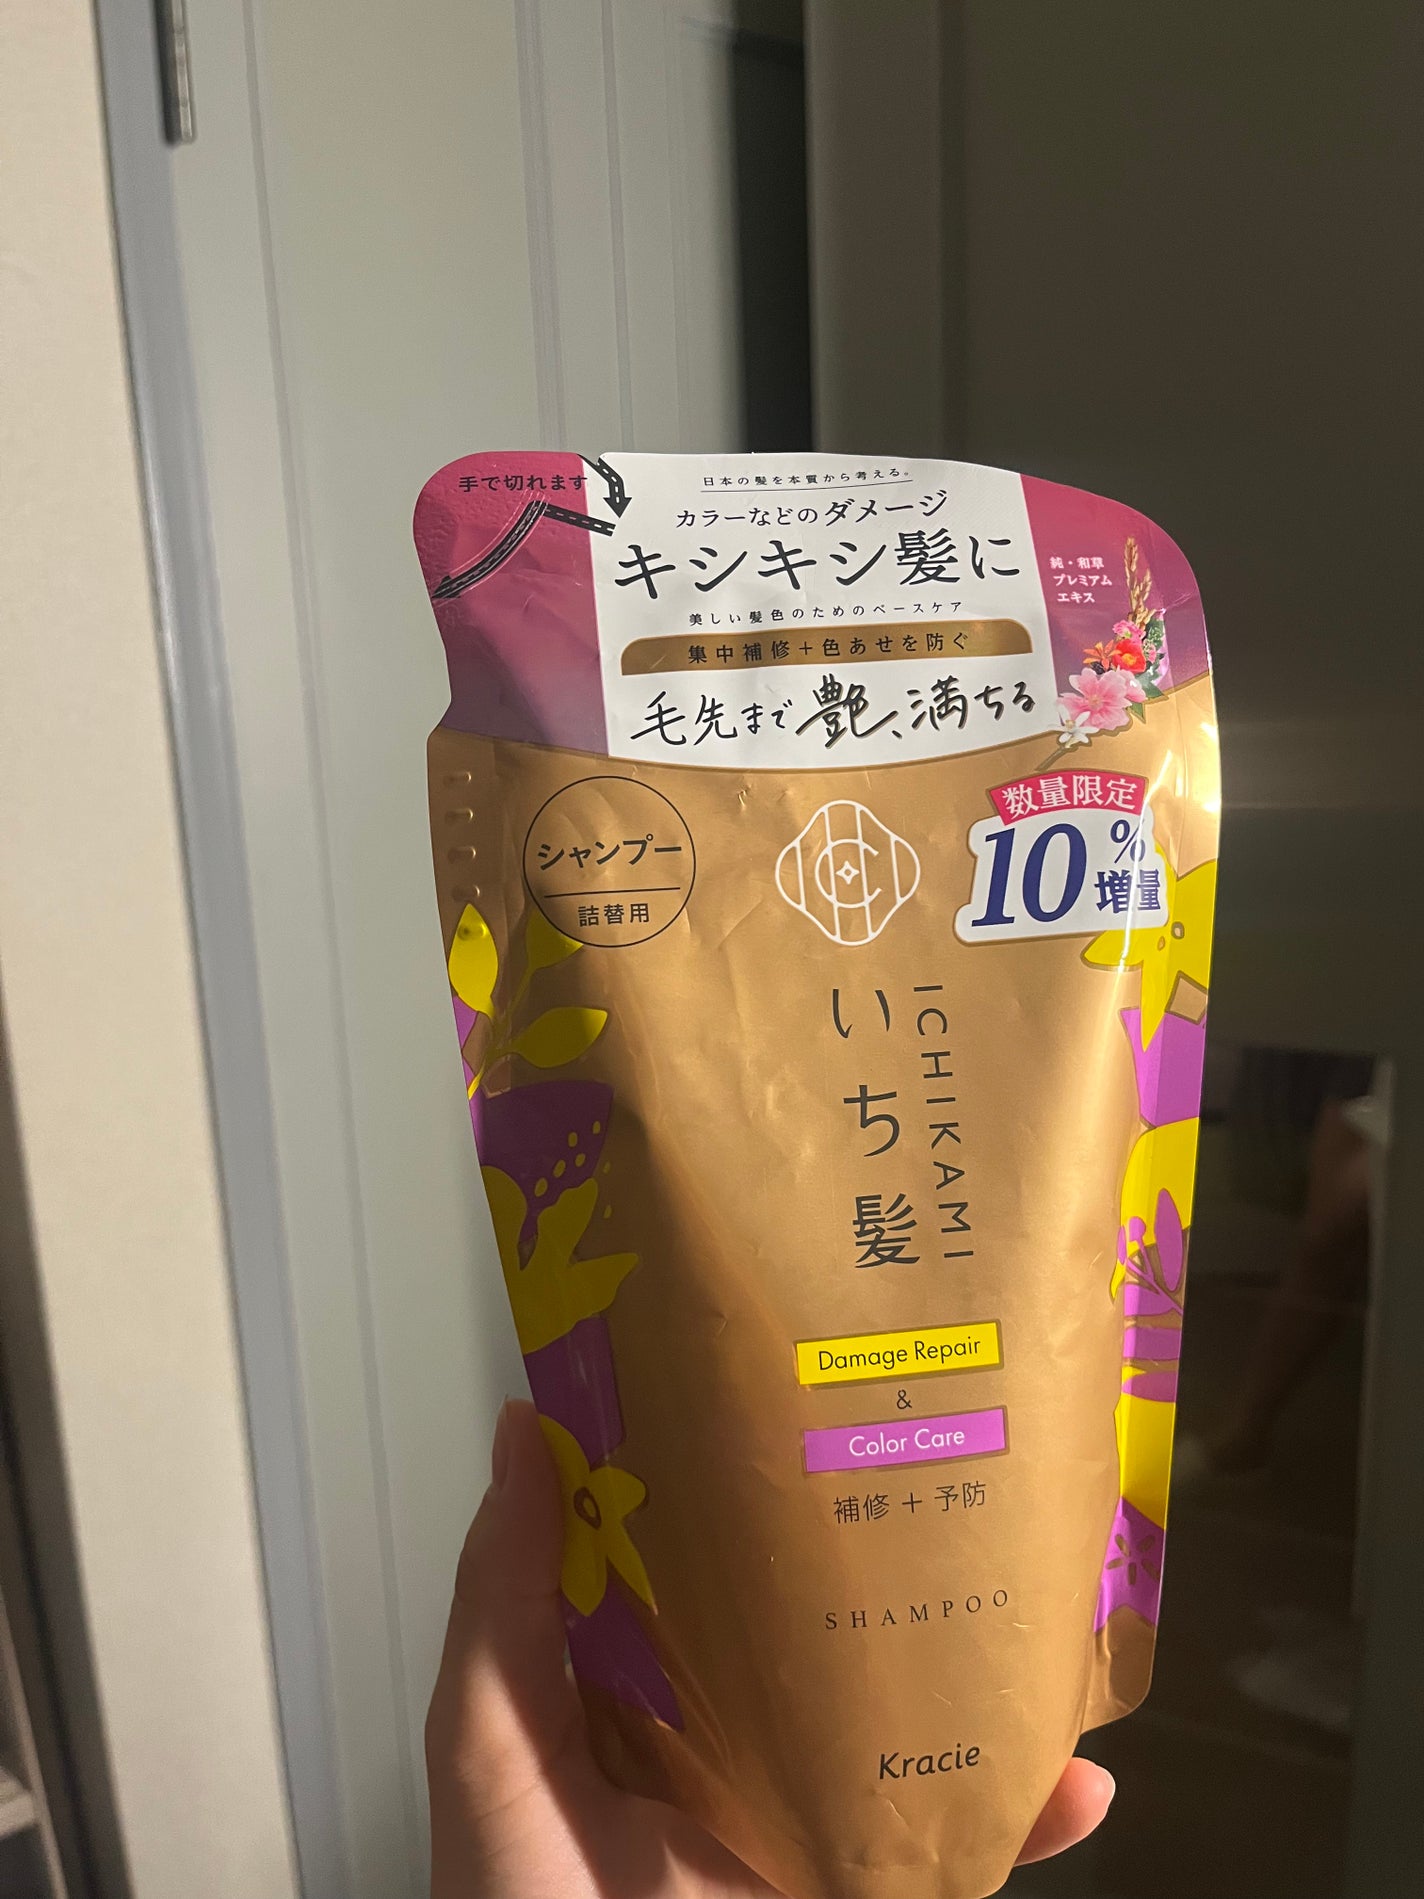 手で切れます
日本の髪を本質から考える。
カラーなどのダメージ
キシキシ髪に
美しい髪色のためのベースケア
集中補修+色あせを防ぐ
毛先まで艶、満ちる
純・和草
プレミアム
エキス
シャンプー
詰替用
数量限定
10%
増量
いち髪
ICHIKAMI
Damage Repair
&
Color Care
補修+予防
SHAMPOO
Kracie